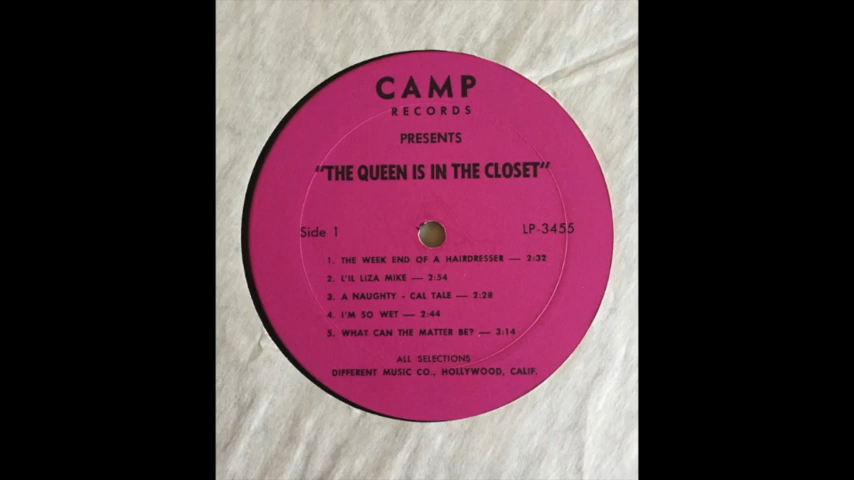 CAMP
RECORDS
PRESENTS
"THE QUEEN IS IN THE CLOSET"
Side 1 LP-3455
1. THE WEEK END OF A HAIRDRESSER — 2:32
2. L'IL LIZA MIKE — 2:54
3. A NAUGHTY - CAL TALE — 2:28
4. I'M SO WET — 2:44
5. WHAT CAN THE MATTER BE? — 3:14
ALL SELECTIONS
DIFFERENT MUSIC CO., HOLLYWOOD, CALIF.